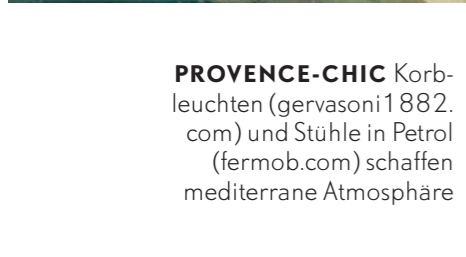 PROVENCE-CHIC Korb-
leuchten (gervasoni1882.
com) und Stühle in Petrol
(fermob.com) schaffen
mediterrane Atmosphäre